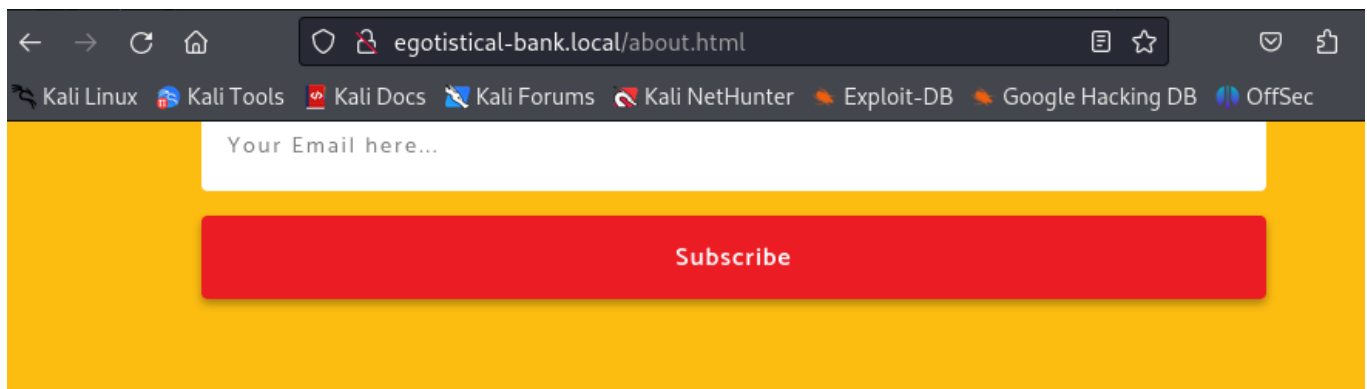 egotistical-bank.local/about.html
Kali Linux Kali Tools Kali Docs Kali Forums Kali NetHunter Exploit-DB Google Hacking DB OffSec
Your Email here...
Subscribe